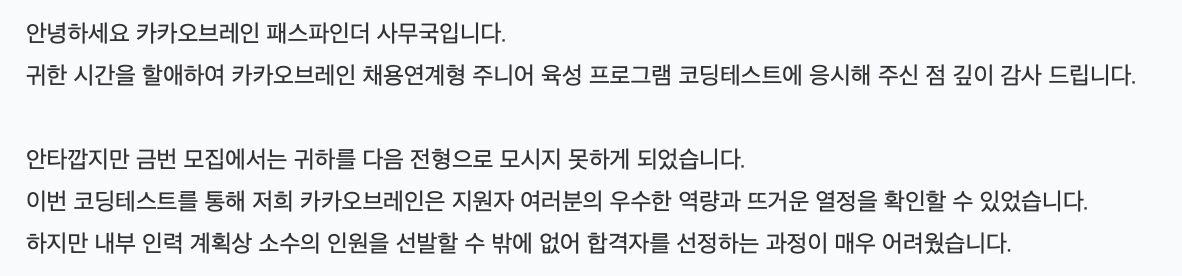 안녕하세요 카카오브레인 패스파인더 사무국입니다.
귀한 시간을 할애하여 카카오브레인 채용연계형 주니어 육성 프로그램 코딩테스트에 응시해 주신 점 깊이 감사 드립니다.
안타깝지만 금번 모집에서는 귀하를 다음 전형으로 모시지 못하게 되었습니다.
이번 코딩테스트를 통해 저희 카카오브레인은 지원자 여러분의 우수한 역량과 뜨거운 열정을 확인할 수 있었습니다.
하지만 내부 인력 계획상 소수의 인원을 선발할 수 밖에 없어 합격자를 선정하는 과정이 매우 어려웠습니다.